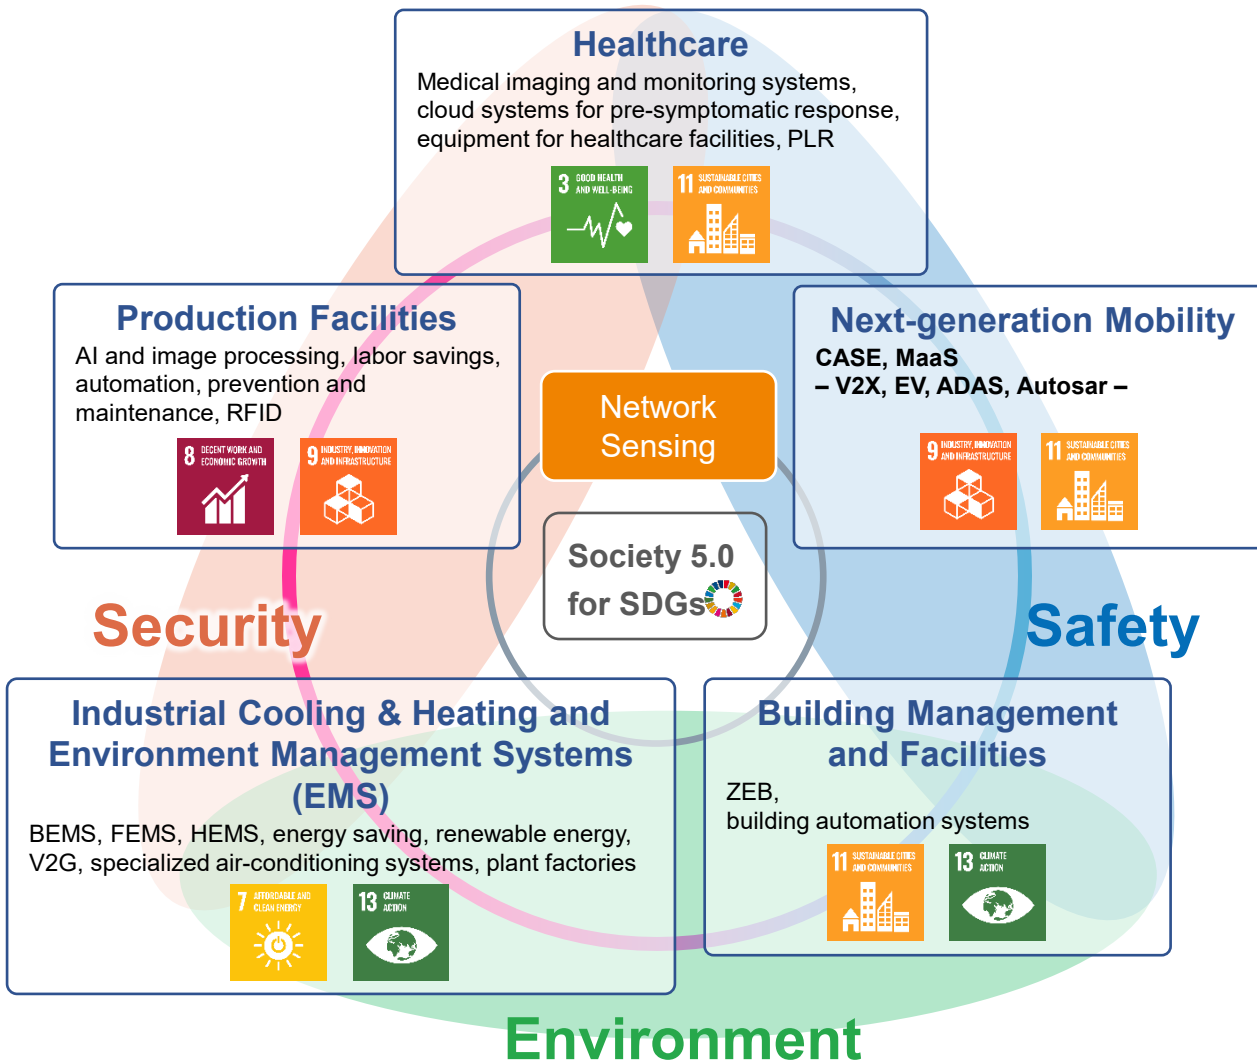 Healthcare
Medical imaging and monitoring systems,
cloud systems for pre-symptomatic response,
equipment for healthcare facilities, PLR
3 GOOD HEALTH
AND WELL-BEING
11 SUSTAINABLE CITIES
AND COMMUNITIES
Production Facilities
AI and image processing, labor savings,
automation, prevention and
maintenance, RFID
8 DECENT WORK AND
ECONOMIC GROWTH
9 INDUSTRY, INNOVATION
AND INFRASTRUCTURE
Next-generation Mobility
CASE, MaaS
– V2X, EV, ADAS, Autosar –
9 INDUSTRY, INNOVATION
AND INFRASTRUCTURE
11 SUSTAINABLE CITIES
AND COMMUNITIES
Network
Sensing
Society 5.0
for SDGs
Security
Safety
Industrial Cooling & Heating and
Environment Management Systems
(EMS)
BEMS, FEMS, HEMS, energy saving, renewable energy,
V2G, specialized air-conditioning systems, plant factories
7 AFFORDABLE AND
CLEAN ENERGY
13 CLIMATE
ACTION
Building Management
and Facilities
ZEB,
building automation systems
11 SUSTAINABLE CITIES
AND COMMUNITIES
13 CLIMATE
ACTION
Environment